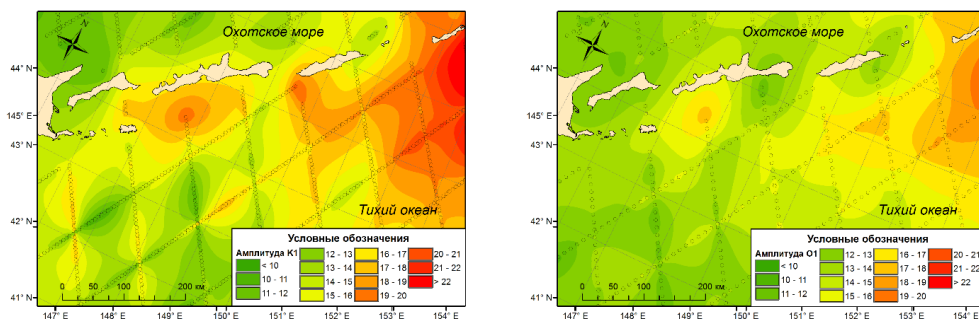 N
Охотское море
44° N
145° E
43° N
42° N
41° N
Тихий океан
Условные обозначения
Амплитуда K1
< 10
10 - 11
11 - 12
12 - 13
13 - 14
14 - 15
15 - 16
16 - 17
17 - 18
18 - 19
19 - 20
20 - 21
21 - 22
> 22
0 50 100 200 км
147° E 148° E 149° E 150° E 151° E 152° E 153° E 154° E
N
Охотское море
44° N
145° E
43° N
42° N
41° N
Тихий океан
Условные обозначения
Амплитуда O1
< 10
10 - 11
11 - 12
12 - 13
13 - 14
14 - 15
15 - 16
16 - 17
17 - 18
18 - 19
19 - 20
20 - 21
21 - 22
> 22
0 50 100 200 км
147° E 148° E 149° E 150° E 151° E 152° E 153° E 154° E